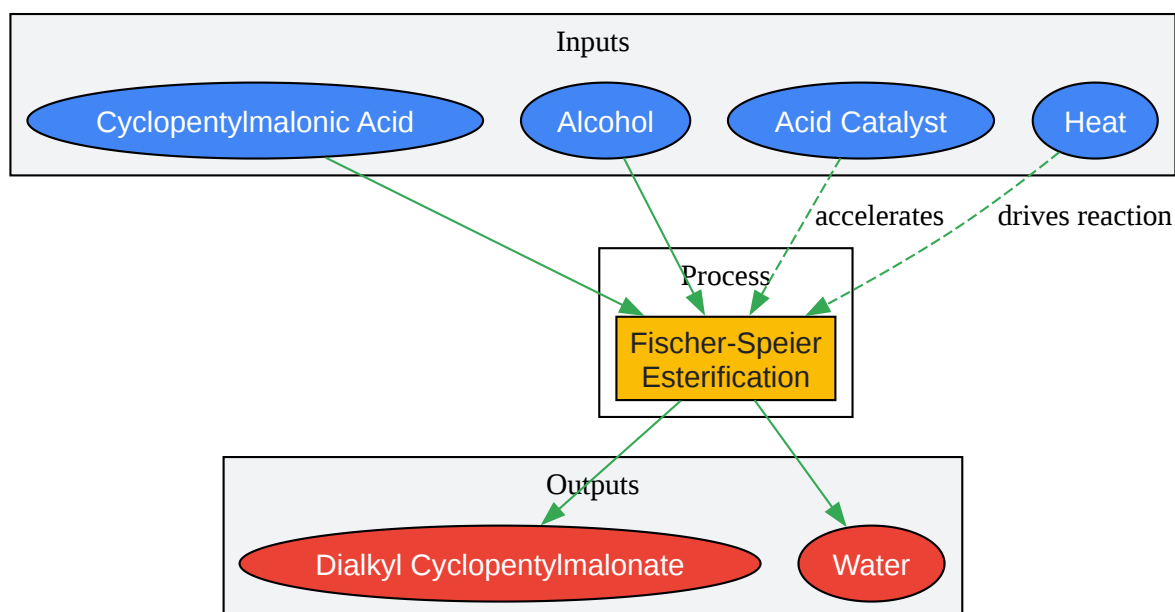 Inputs
Cyclopentylmalonic Acid
Alcohol
Acid Catalyst
Heat
accelerates
drives reaction
Process
Fischer-Speier
Esterification
Outputs
Dialkyl Cyclopentylmalonate
Water